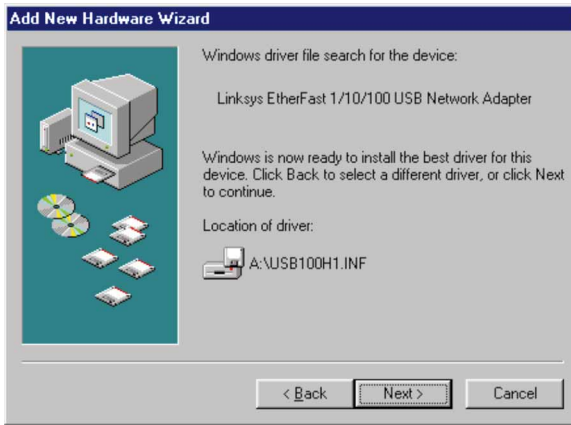 Add New Hardware Wizard
Windows driver file search for the device:
Linksys EtherFast 1/10/100 USB Network Adapter
Windows is now ready to install the best driver for this
device. Click Back to select a different driver, or click Next
to continue.
Location of driver:
A:\USB100H1.INF
< Back
Next >
Cancel